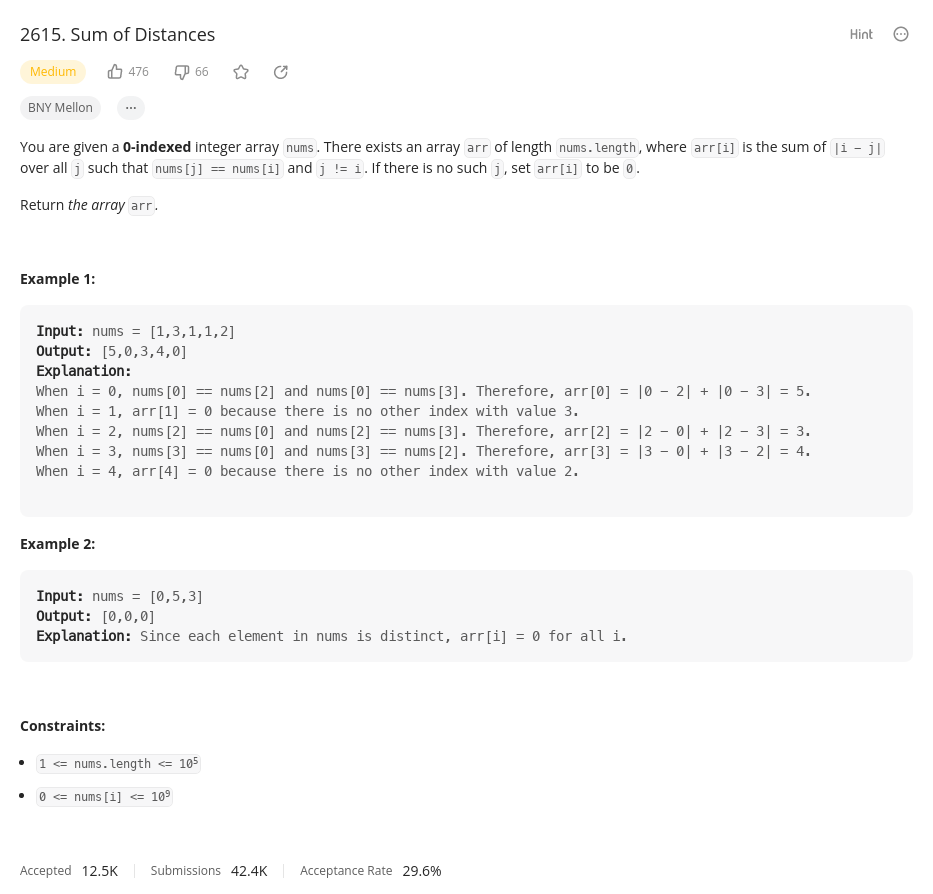 2615. Sum of Distances
Hint
Medium 476 66
BNY Mellon ...
You are given a 0-indexed integer array nums. There exists an array arr of length nums.length, where arr[i] is the sum of |i − j|
over all j such that nums[j] == nums[i] and j != i. If there is no such j, set arr[i] to be 0.
Return the array arr.
Example 1:
Input: nums = [1,3,1,1,2]
Output: [5,0,3,4,0]
Explanation:
When i = 0, nums[0] == nums[2] and nums[0] == nums[3]. Therefore, arr[0] = |0 − 2| + |0 − 3| = 5.
When i = 1, arr[1] = 0 because there is no other index with value 3.
When i = 2, nums[2] == nums[0] and nums[2] == nums[3]. Therefore, arr[2] = |2 − 0| + |2 − 3| = 3.
When i = 3, nums[3] == nums[0] and nums[3] == nums[2]. Therefore, arr[3] = |3 − 0| + |3 − 2| = 4.
When i = 4, arr[4] = 0 because there is no other index with value 2.
Example 2:
Input: nums = [0,5,3]
Output: [0,0,0]
Explanation: Since each element in nums is distinct, arr[i] = 0 for all i.
Constraints:
• 1 <= nums.length <= 10⁵
• 0 <= nums[i] <= 10⁹
Accepted 12.5K Submissions 42.4K Acceptance Rate 29.6%